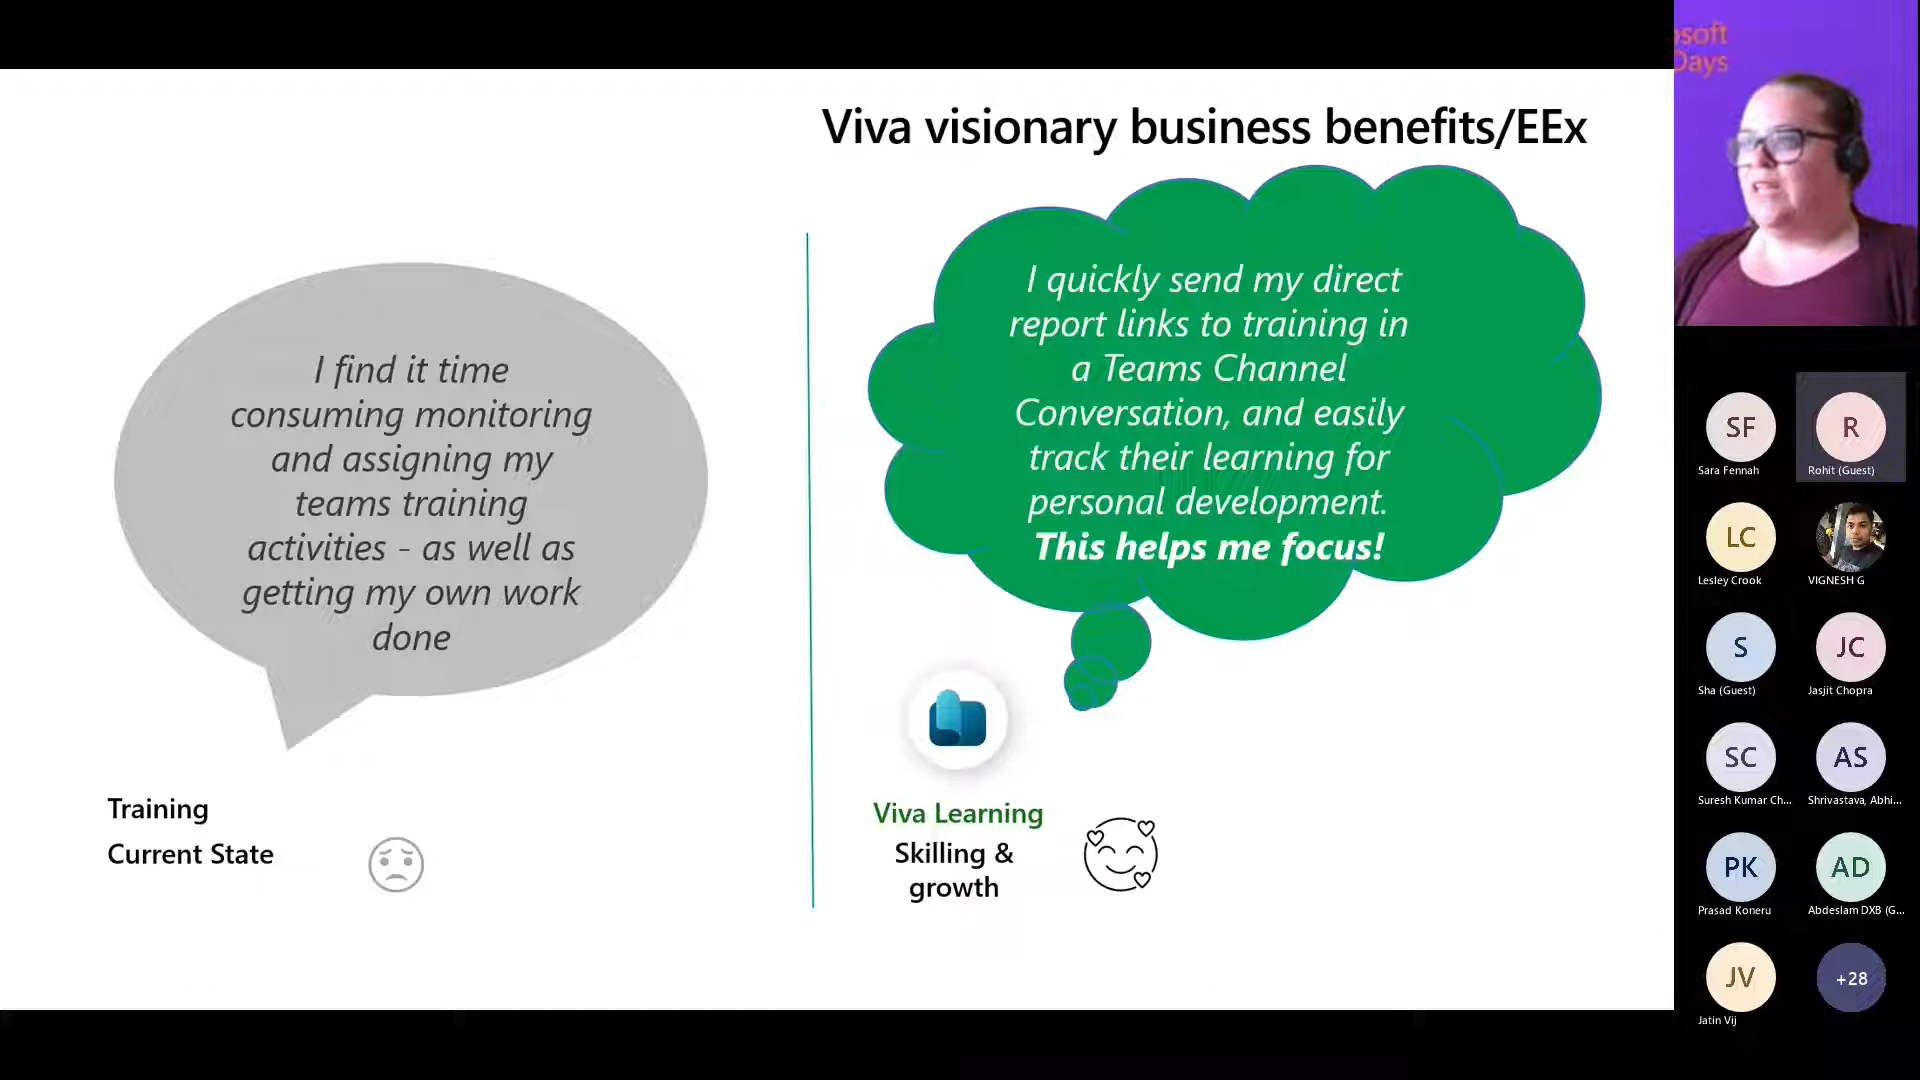 Viva visionary business benefits/EEx
I find it time
consuming monitoring
and assigning my
teams training
activities - as well as
getting my own work
done
Training
Current State
I quickly send my direct
report links to training in
a Teams Channel
Conversation, and easily
track their learning for
personal development.
This helps me focus!
Viva Learning
Skilling &
growth
osoft
Days
SF
Sara Fennah
R
Rohit (Guest)
LC
Lesley Crook
VIGNESH G
S
Sha (Guest)
JC
Jasjit Chopra
SC
Suresh Kumar Ch...
AS
Shrivastava, Abhi...
PK
Prasad Koneru
AD
Abdeslam DXB (G...
JV
Jatin Vij
+28